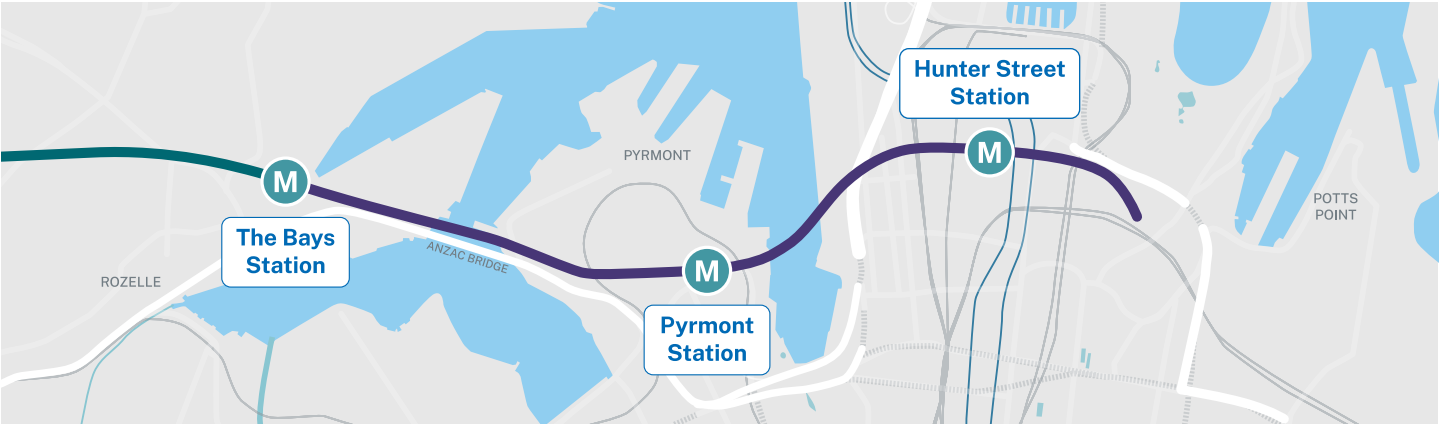 Hunter Street
Station
M
PYRMONT
M
POTTS
POINT
The Bays
Station
ANZAC BRIDGE
M
ROZELLE
Pyrmont
Station